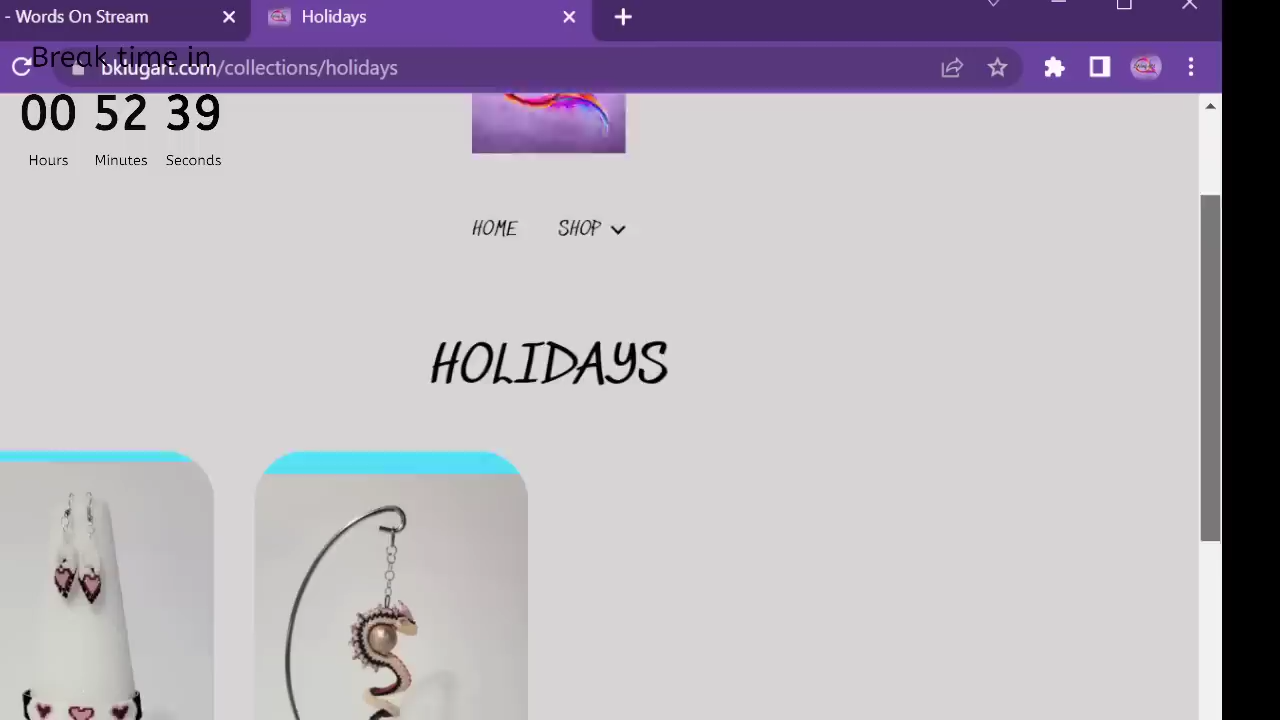 - Words On Stream
Holidays
Break time in
bklugart.com/collections/holidays
00 52 39
Hours Minutes Seconds
HOME SHOP
HOLIDAYS